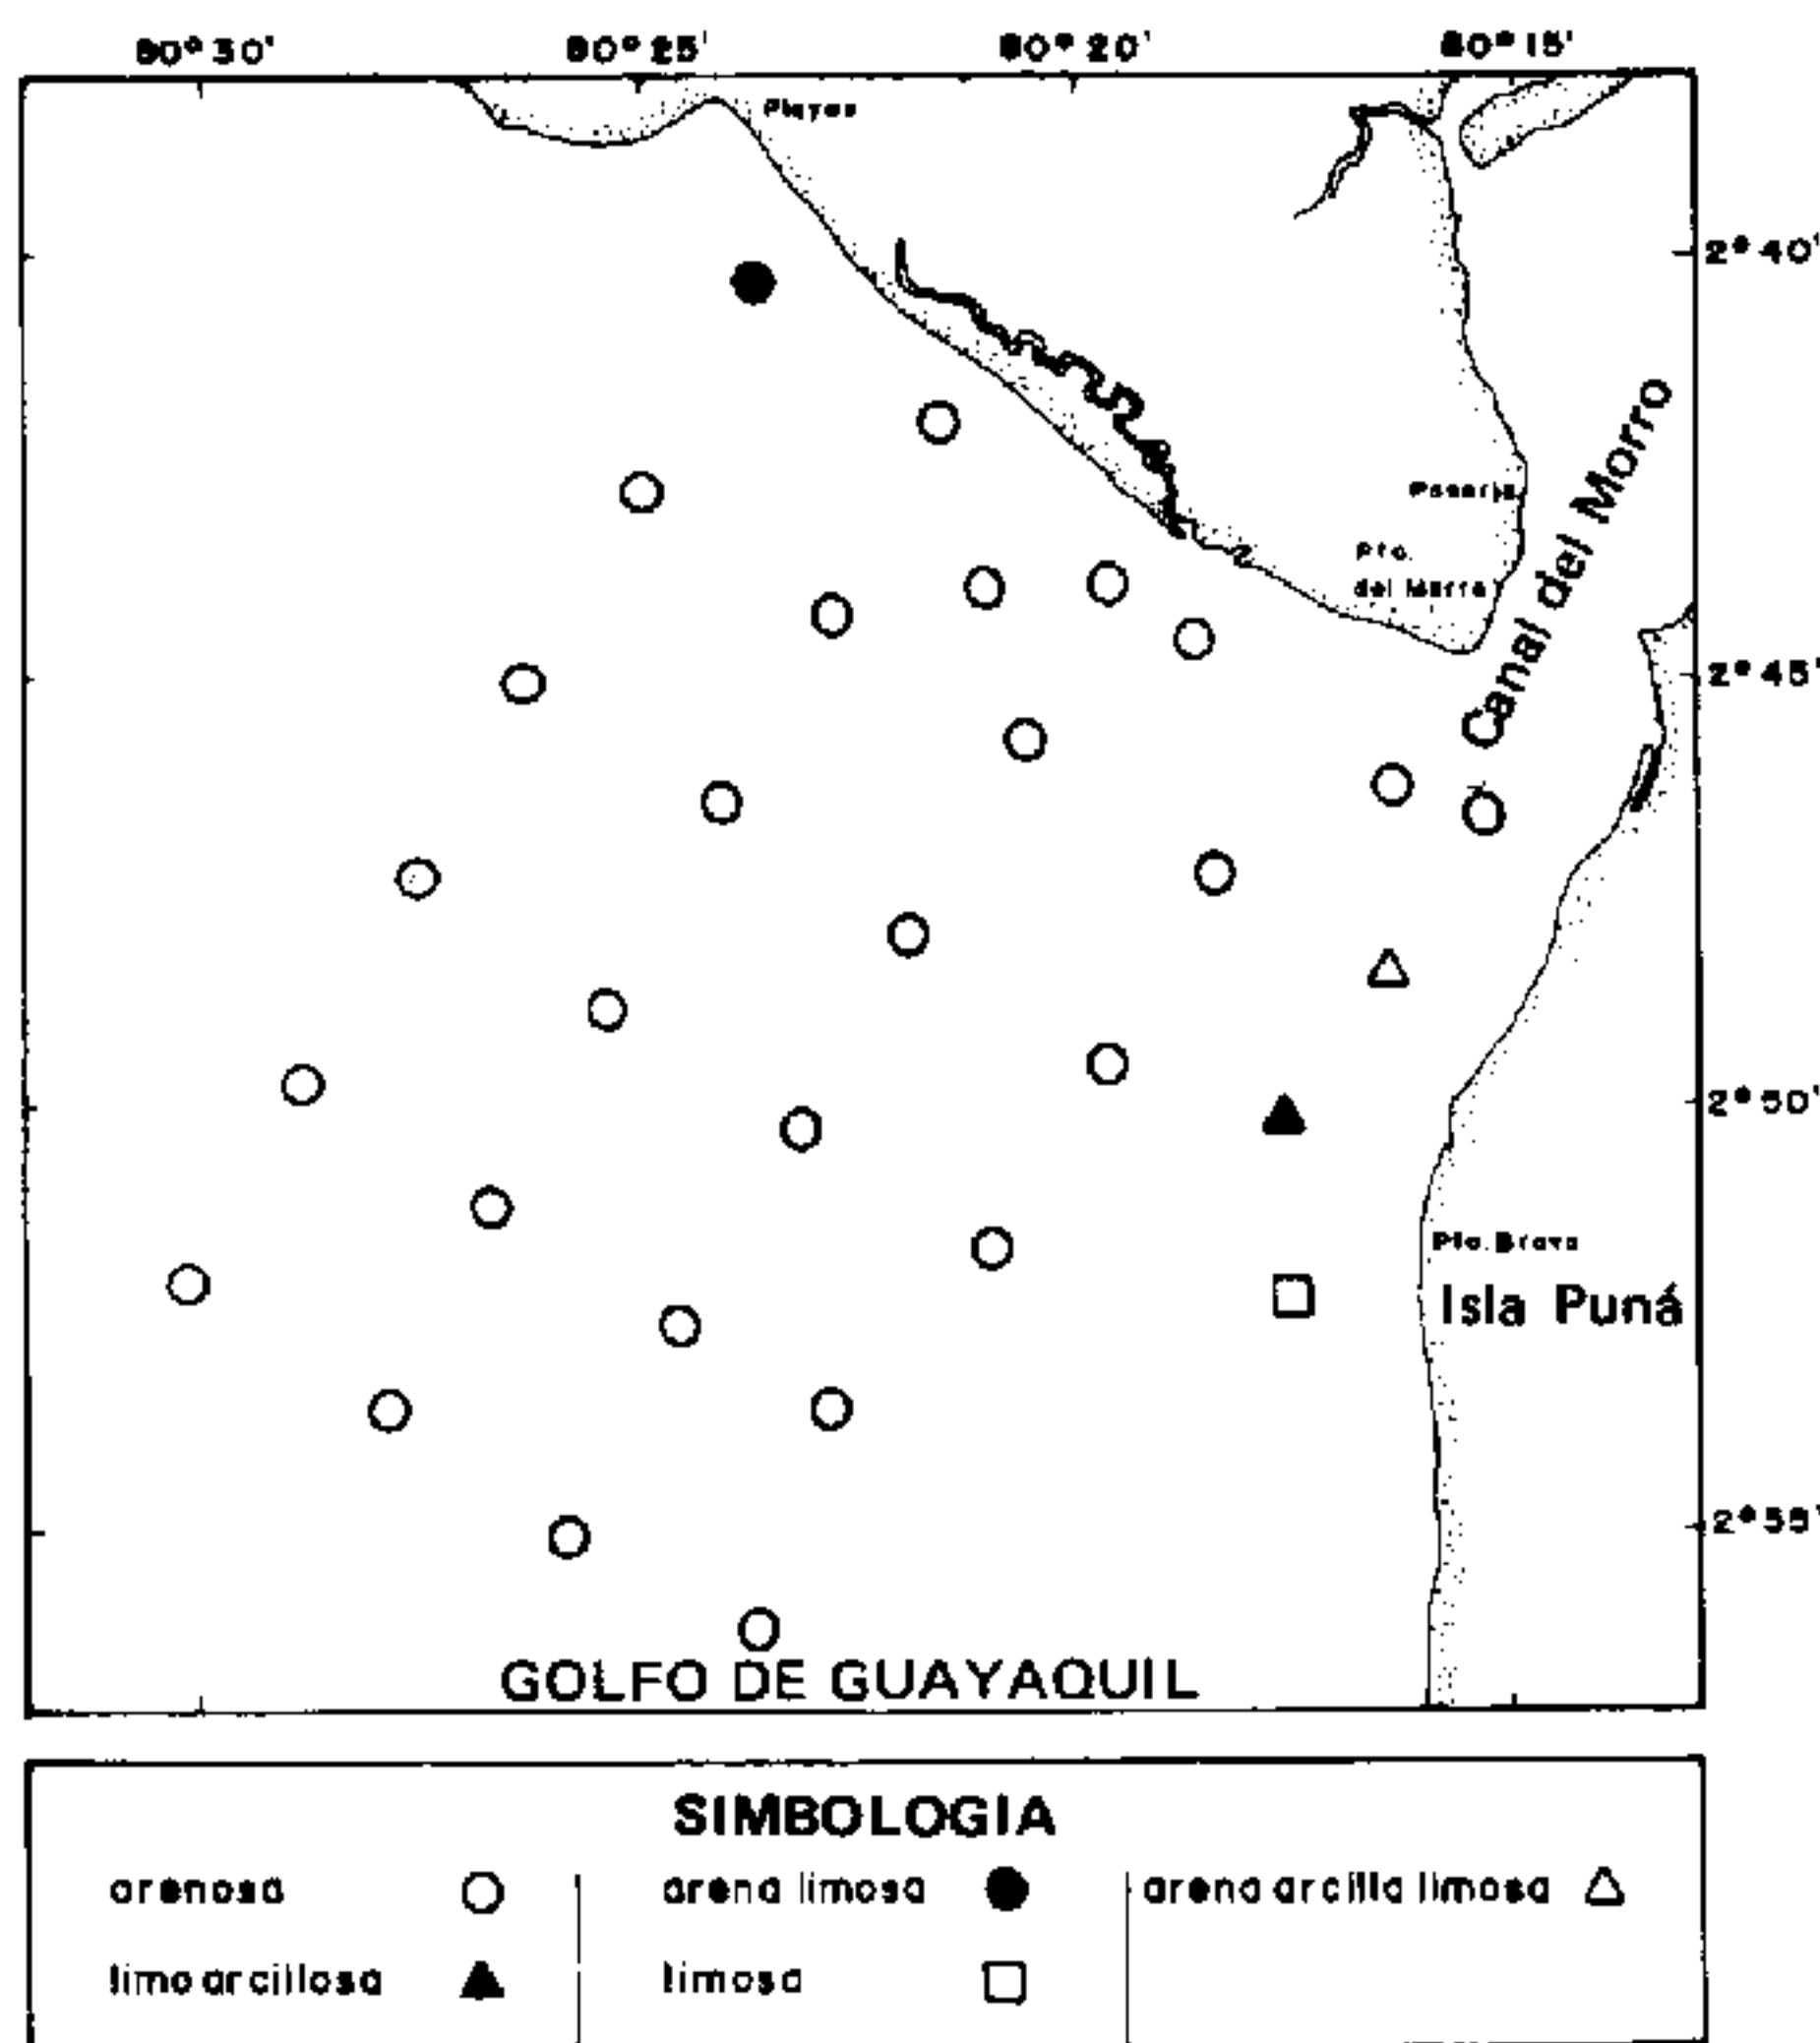 80° 30' 80° 25' 80° 20' 80° 15'
Playas
2° 40'
Posorja
Canal del Morro
Pto.
del Morro
2° 45'
2° 50'
Pta. Brava
Isla Puná
2° 55'
GOLFO DE GUAYAQUIL
SIMBOLOGIA
arenosa arena limosa arena arcilla limosa
limo arcillosa limosa